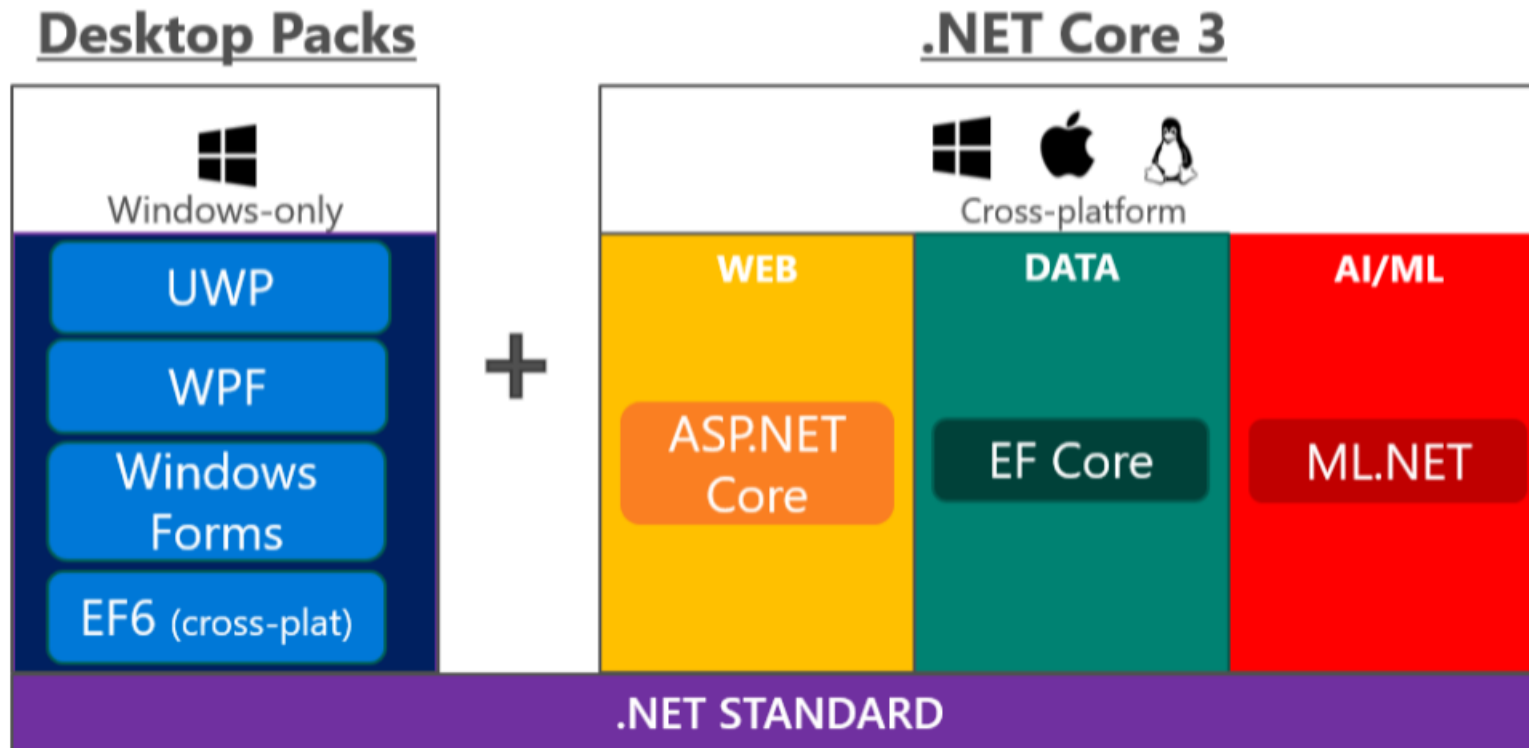 Desktop Packs
Windows-only
UWP
WPF
Windows
Forms
EF6 (cross-plat)
+
.NET Core 3
Cross-platform
WEB
ASP.NET
Core
DATA
EF Core
AI/ML
ML.NET
.NET STANDARD